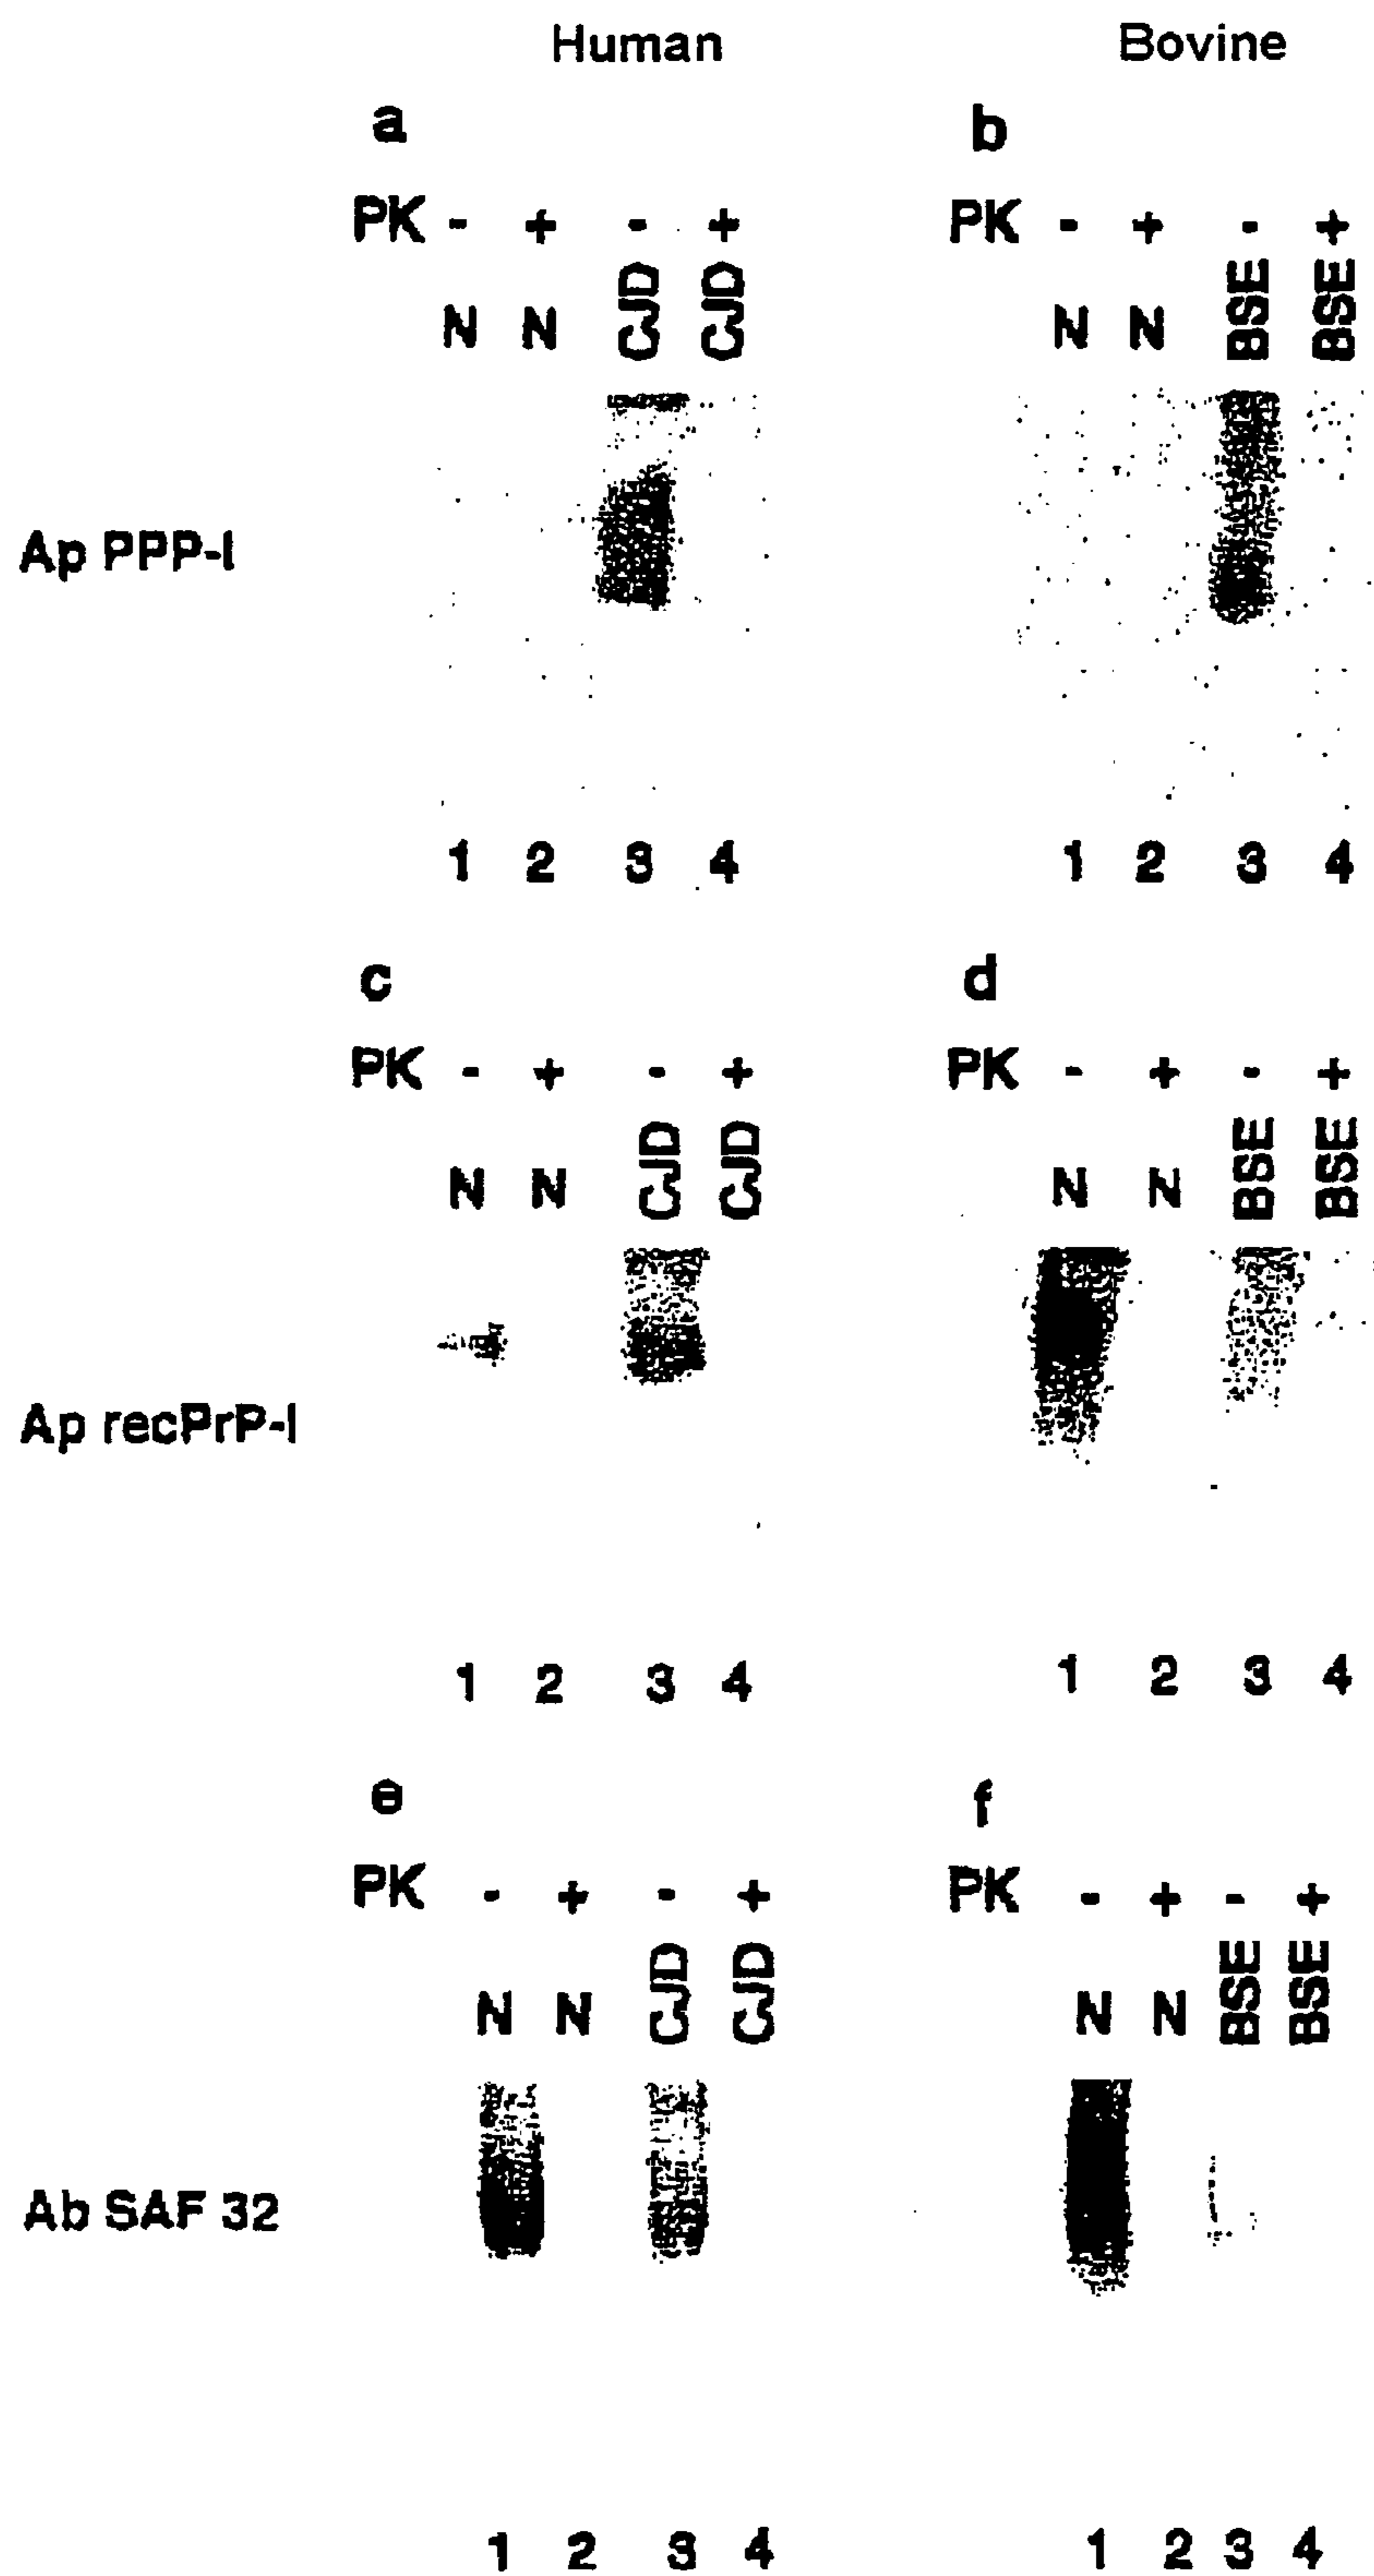 Human Bovine
a b
PK - + - + PK - + - +
N N CJD CJD N N BSE BSE
Ap PPP-I
1 2 3 4 1 2 3 4
c d
PK - + - + PK - + - +
N N CJD CJD N N BSE BSE
Ap recPrP-I
1 2 3 4 1 2 3 4
e f
PK - + - + PK - + - +
N N CJD CJD N N BSE BSE
Ab SAF 32
1 2 3 4 1 2 3 4